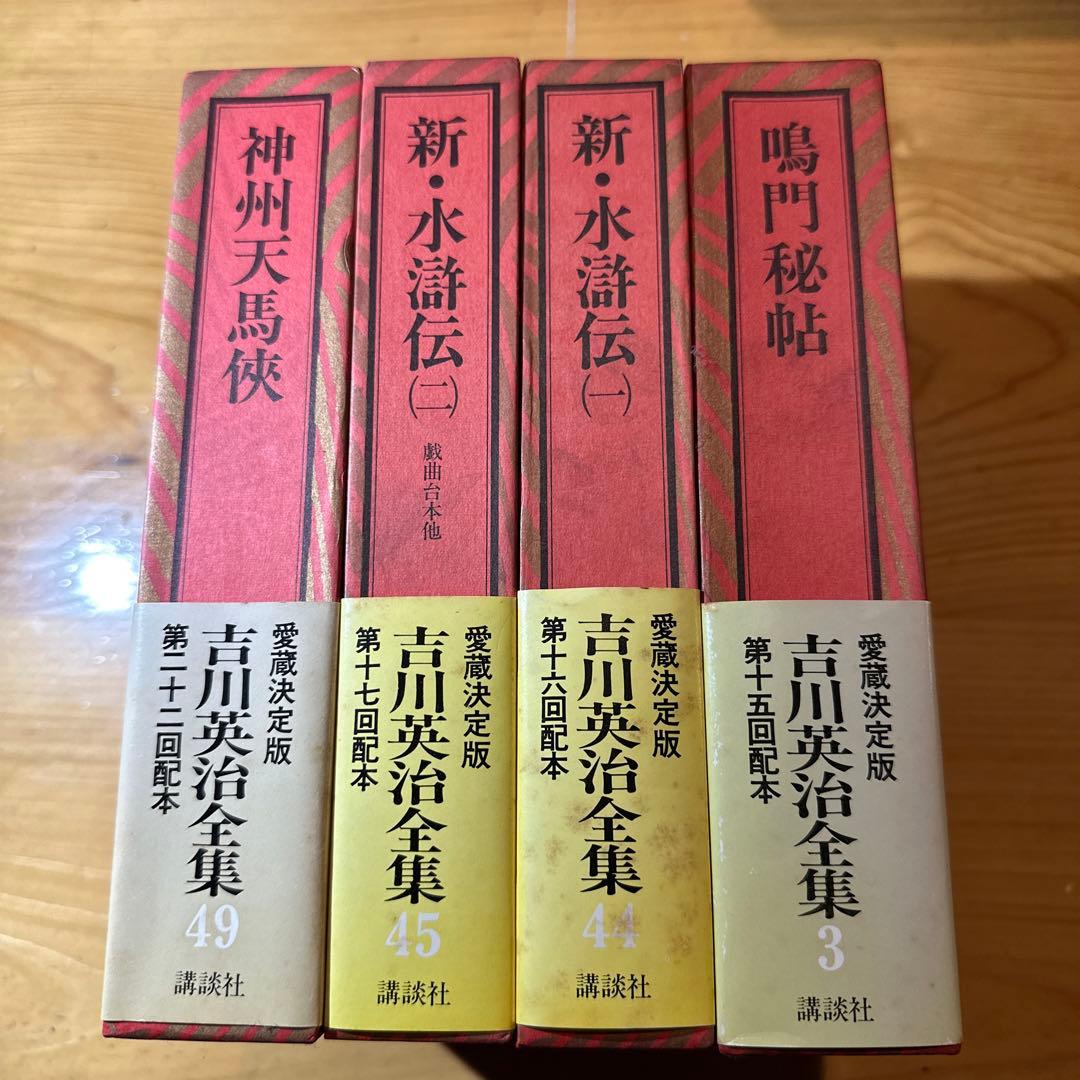 神州天馬俠
愛蔵決定版
吉川英治全集
49
第二十二回配本
講談社
新・水滸伝(二)
戯曲台本他
愛蔵決定版
吉川英治全集
45
第十七回配本
講談社
新・水滸伝(一)
愛蔵決定版
吉川英治全集
44
第十六回配本
講談社
鳴門秘帖
愛蔵決定版
吉川英治全集
3
第十五回配本
講談社